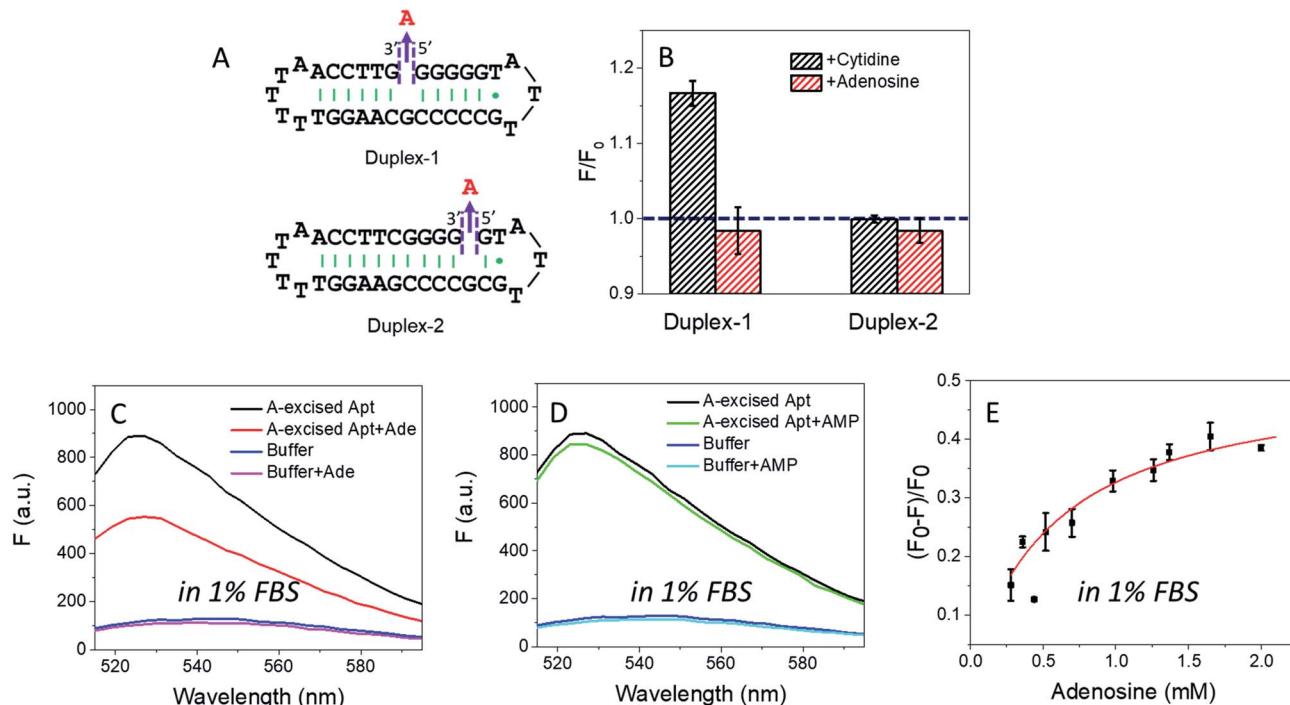 A
A
3’ 5’
T A ACCTTG GGGGGT A
T T
T T TGGAACGCCCCCG T
Duplex-1
A
3’ 5’
T A ACCTTCGGGG GT A
T T
T T TGGAAGCCCCGCG T
Duplex-2
B
+Cytidine
+Adenosine
F/F0
1.2
1.1
1.0
0.9
Duplex-1 Duplex-2
C
A-excised Apt
A-excised Apt+Ade
Buffer
Buffer+Ade
F (a.u.)
1000
800
600
400
200
0
in 1% FBS
520 540 560 580
Wavelength (nm)
D
A-excised Apt
A-excised Apt+AMP
Buffer
Buffer+AMP
F (a.u.)
1000
800
600
400
200
0
in 1% FBS
520 540 560 580
Wavelength (nm)
E
(F0-F)/F0
0.5
0.4
0.3
0.2
0.1
in 1% FBS
0.0 0.5 1.0 1.5 2.0
Adenosine (mM)